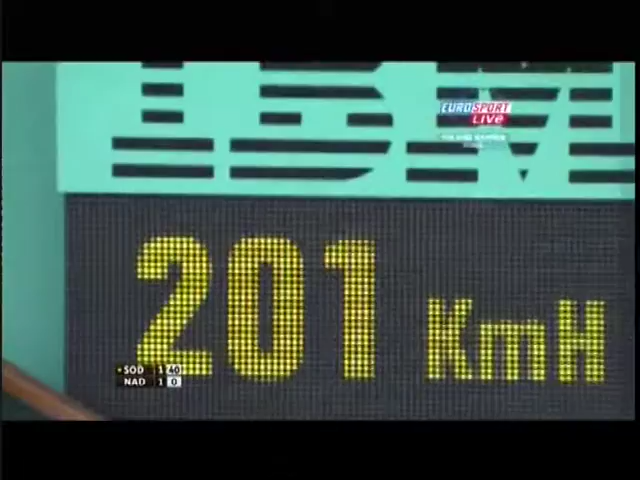 IBM
EUROSPORT
LIVE
201 KmH
SOD 1 40
NAD 1 0